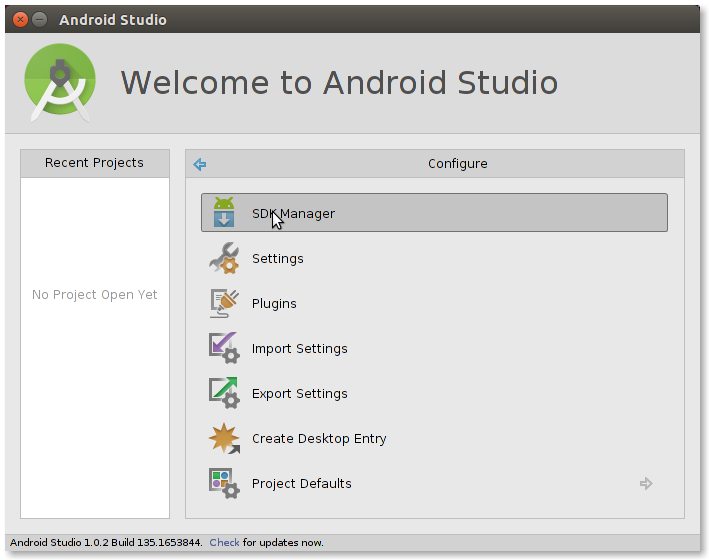 Android Studio
Welcome to Android Studio
Recent Projects
Configure
No Project Open Yet
SDK Manager
Settings
Plugins
Import Settings
Export Settings
Create Desktop Entry
Project Defaults
Android Studio 1.0.2 Build 135.1653844. Check for updates now.